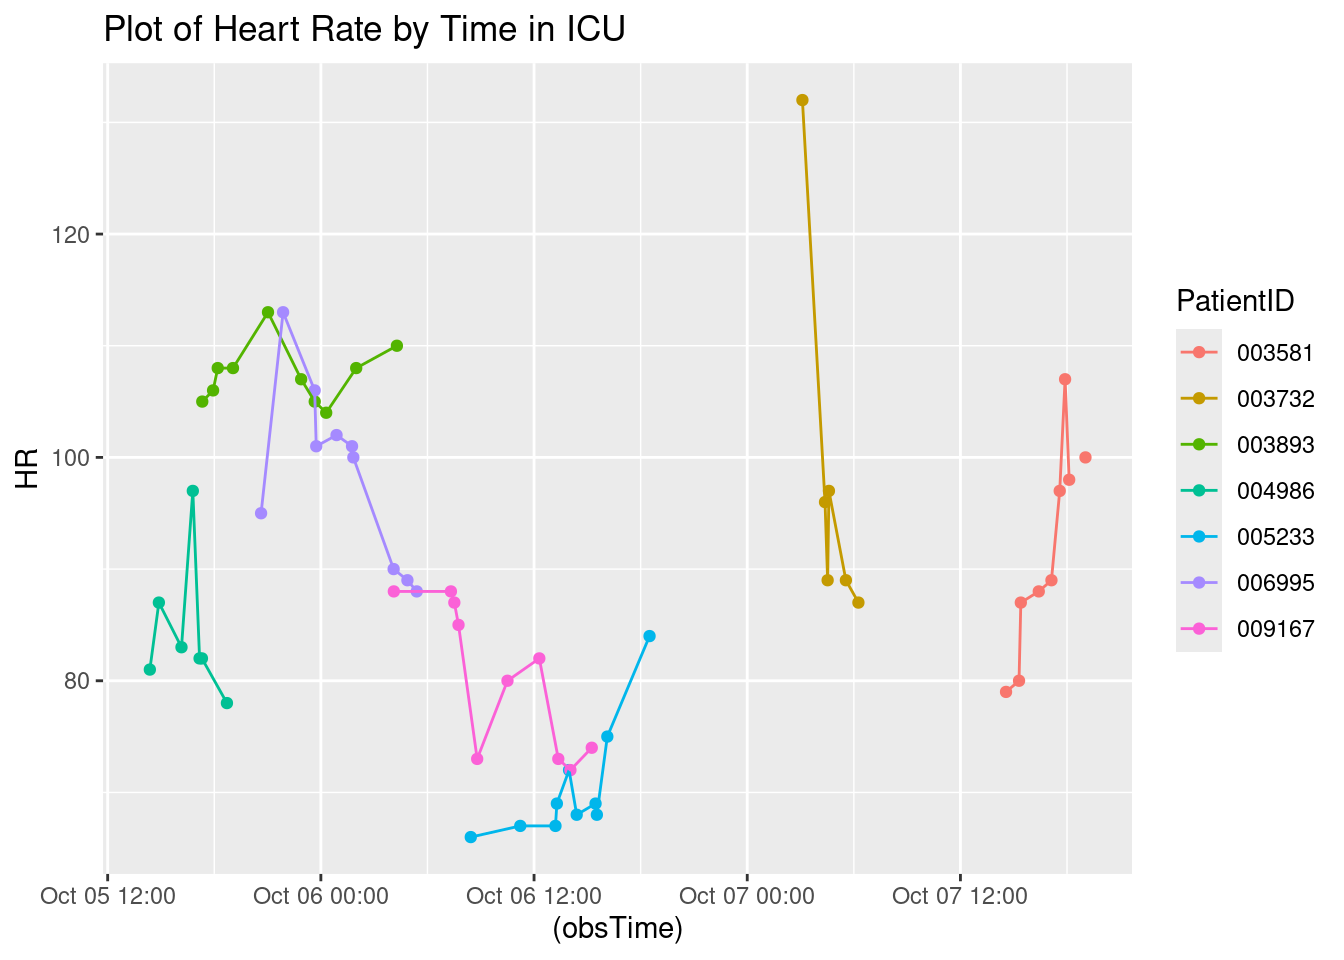 Plot of Heart Rate by Time in ICU
HR
120
100
80
Oct 05 12:00
Oct 06 00:00
Oct 06 12:00
Oct 07 00:00
Oct 07 12:00
(obsTime)
PatientID
003581
003732
003893
004986
005233
006995
009167